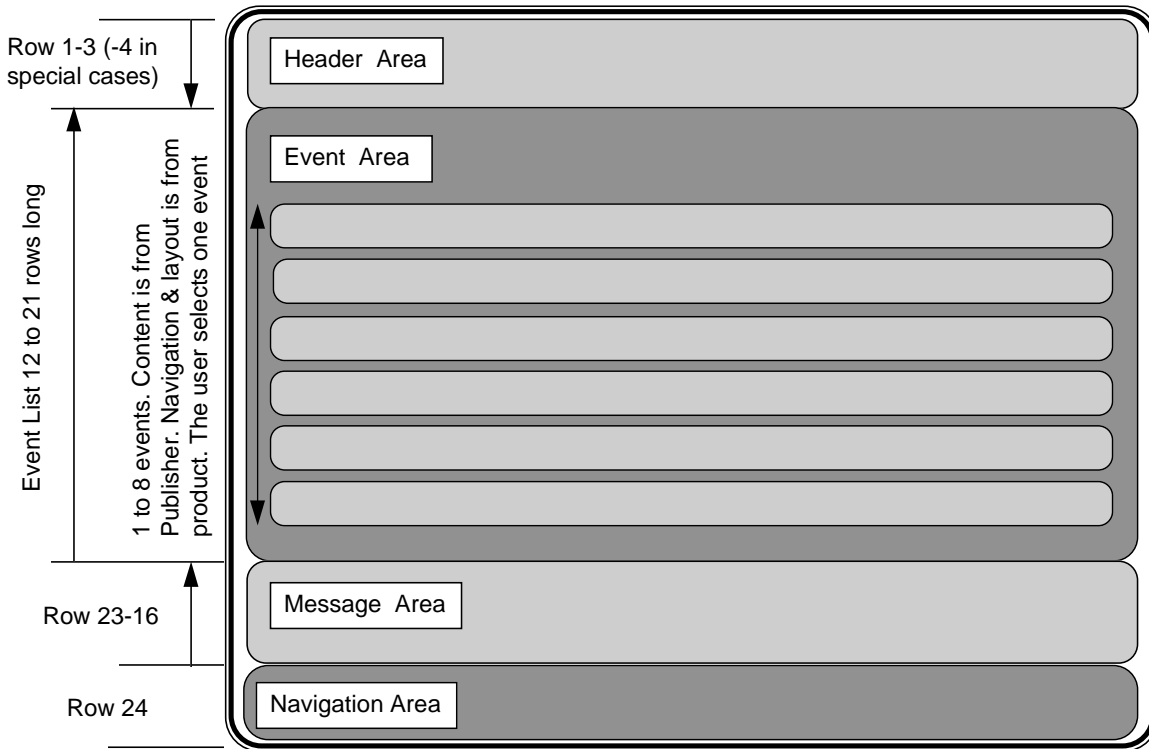 Row 1-3 (-4 in
special cases)
Header Area
Event List 12 to 21 rows long
1 to 8 events. Content is from
Publisher. Navigation & layout is from
product. The user selects one event
Event Area
Row 23-16
Message Area
Row 24
Navigation Area